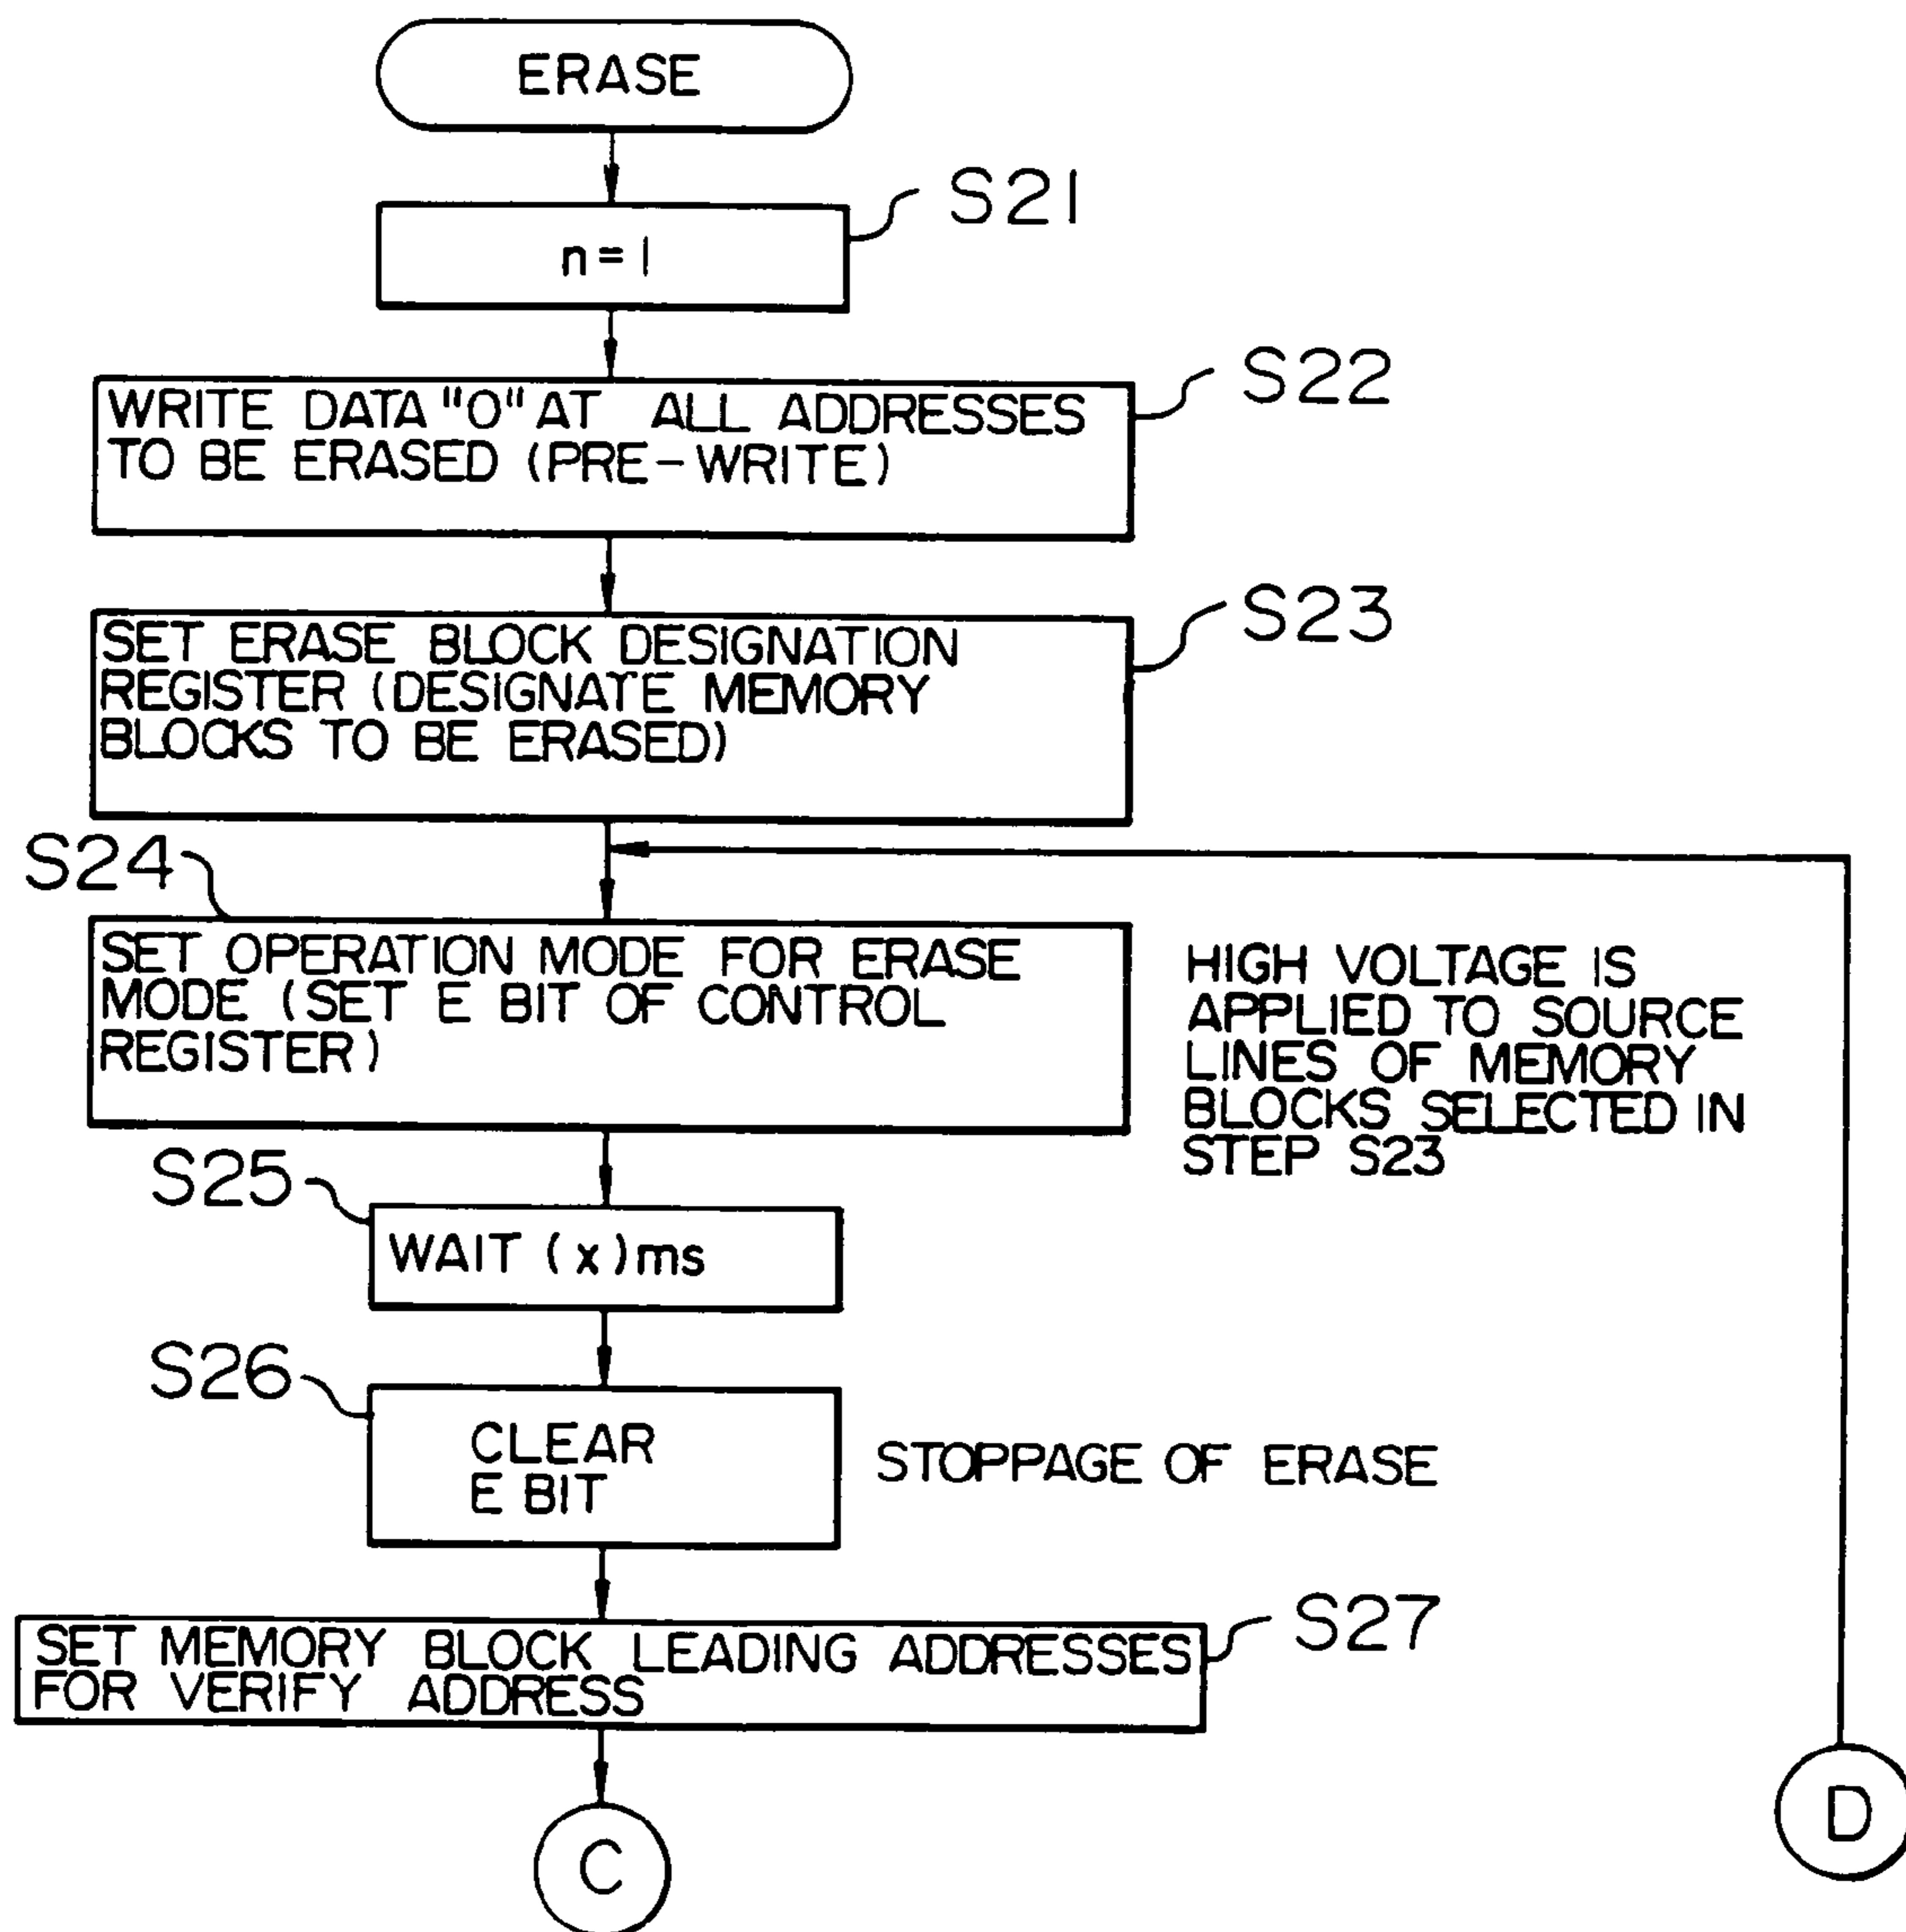 ERASE
S21
n=1
S22
WRITE DATA "0" AT ALL ADDRESSES
TO BE ERASED (PRE-WRITE)
S23
SET ERASE BLOCK DESIGNATION
REGISTER (DESIGNATE MEMORY
BLOCKS TO BE ERASED)
S24
SET OPERATION MODE FOR ERASE
MODE (SET E BIT OF CONTROL
REGISTER)
HIGH VOLTAGE IS
APPLIED TO SOURCE
LINES OF MEMORY
BLOCKS SELECTED IN
STEP S23
S25
WAIT (x)ms
S26
CLEAR
E BIT
STOPPAGE OF ERASE
S27
SET MEMORY BLOCK LEADING ADDRESSES
FOR VERIFY ADDRESS
C
D